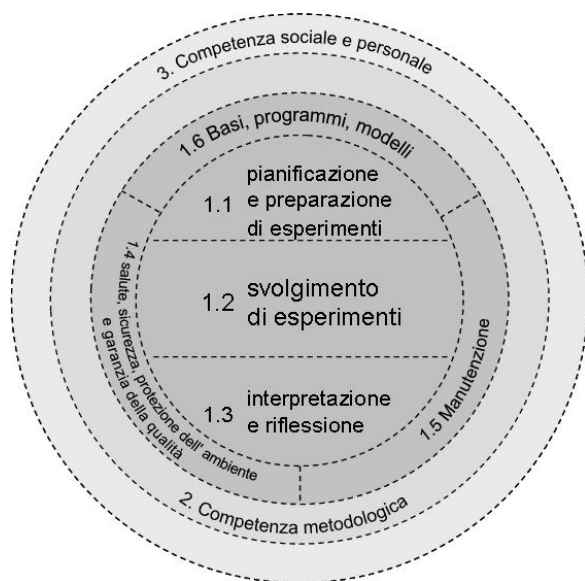 3. Competenza sociale e personale
1.6 Basi, programmi, modelli
1.1 pianificazione
e preparazione
di esperimenti
1.2 svolgimento
di esperimenti
1.3 interpretazione
e riflessione
1.4 salute, sicurezza, protezione dell' ambiente
e garanzia della qualità
1.5 Manutenzione
2. Competenza metodologica